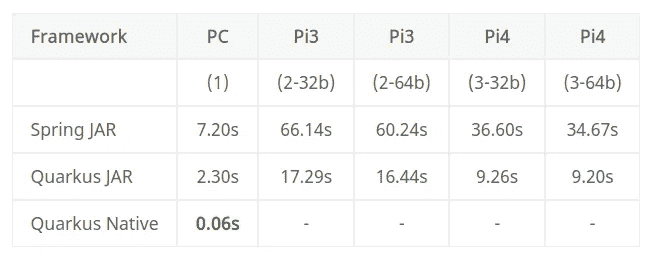 Framework PC Pi3 Pi3 Pi4 Pi4
(1) (2-32b) (2-64b) (3-32b) (3-64b)
Spring JAR 7.20s 66.14s 60.24s 36.60s 34.67s
Quarkus JAR 2.30s 17.29s 16.44s 9.26s 9.20s
Quarkus Native 0.06s - - - -